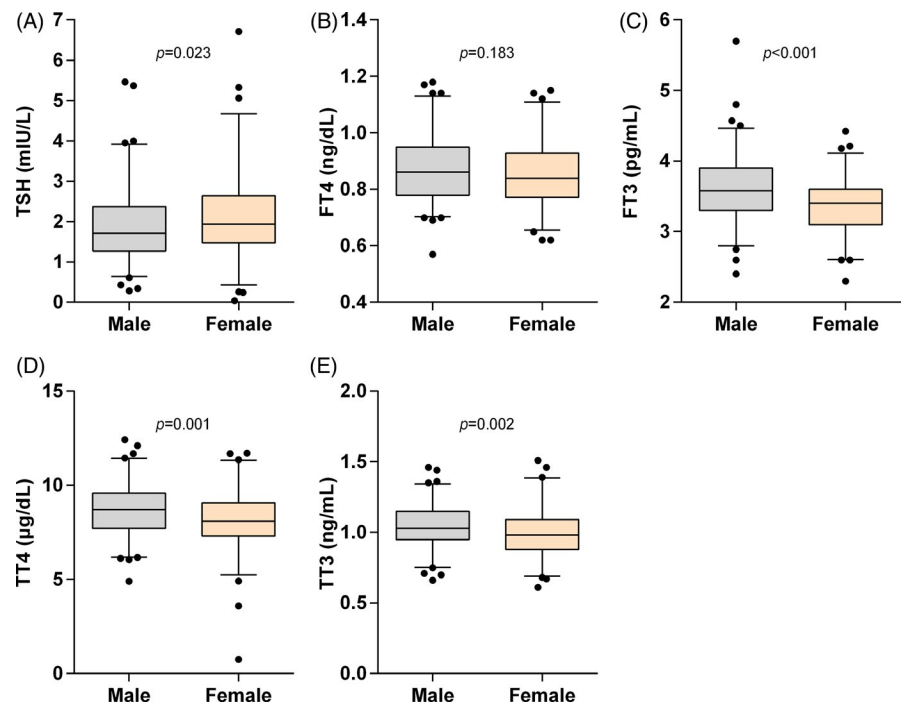 (A)
p=0.023
TSH (mIU/L)
7
6
5
4
3
2
1
0
Male Female
(B)
p=0.183
FT4 (ng/dL)
1.4
1.2
1.0
0.8
0.6
0.4
Male Female
(C)
p<0.001
FT3 (pg/mL)
6
5
4
3
2
Male Female
(D)
p=0.001
TT4 (µg/dL)
15
10
5
0
Male Female
(E)
p=0.002
TT3 (ng/mL)
2.0
1.5
1.0
0.5
0.0
Male Female